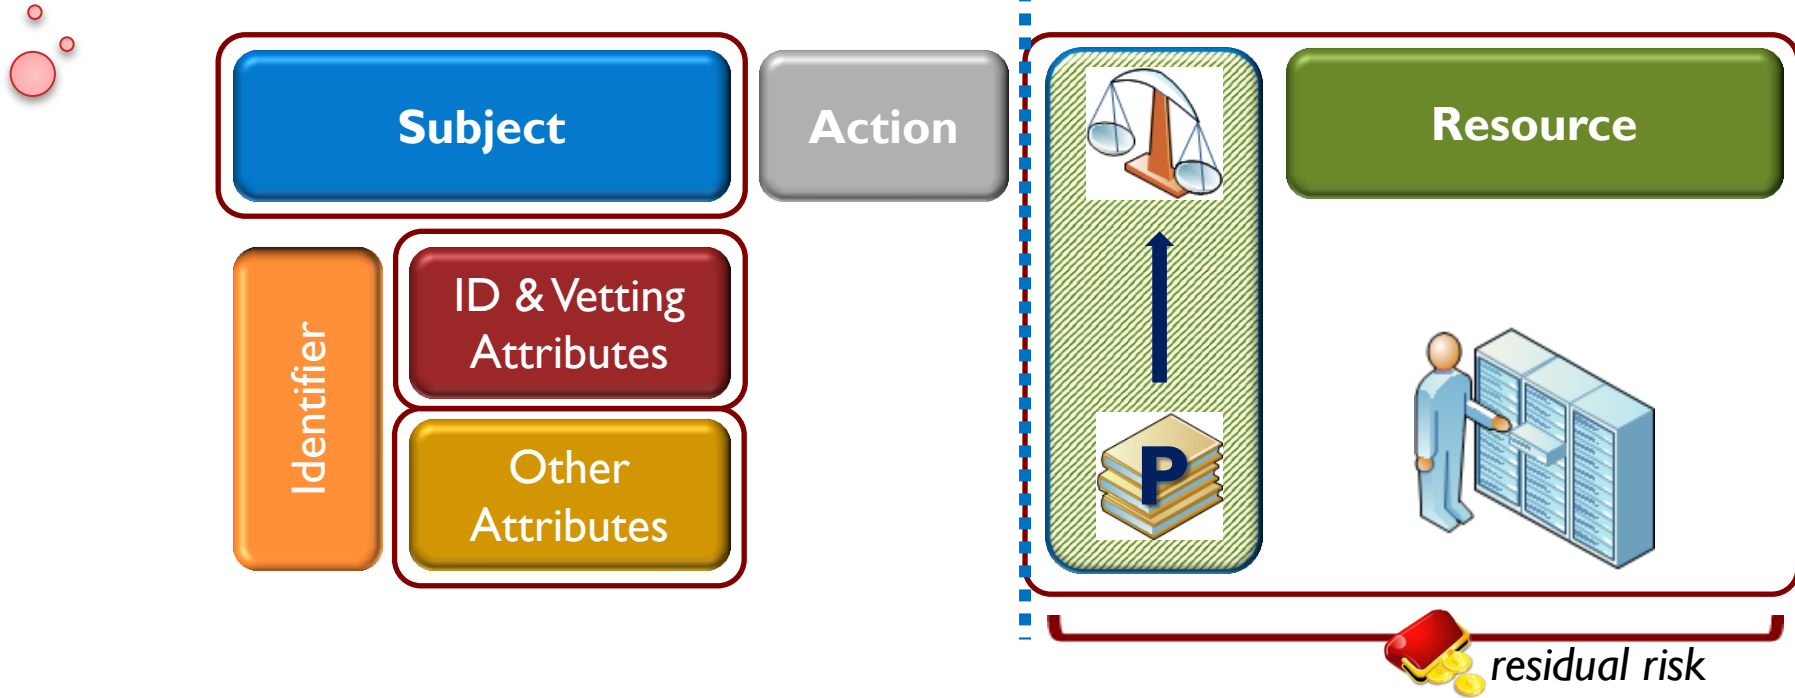 Subject
Action
Resource
Identifier
ID & Vetting
Attributes
Other
Attributes
P
residual risk